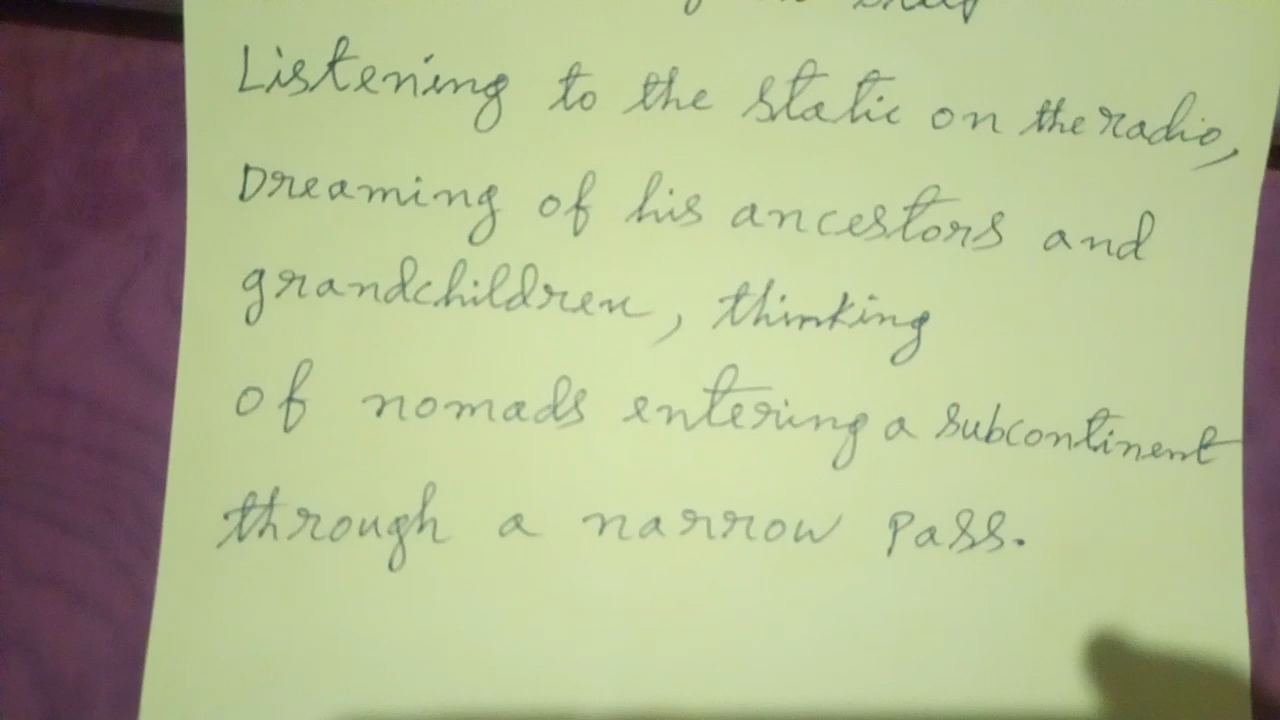 Listening to the static on the radio,
Dreaming of his ancestors and
grandchildren, thinking
of nomads entering a subcontinent
through a narrow pass.